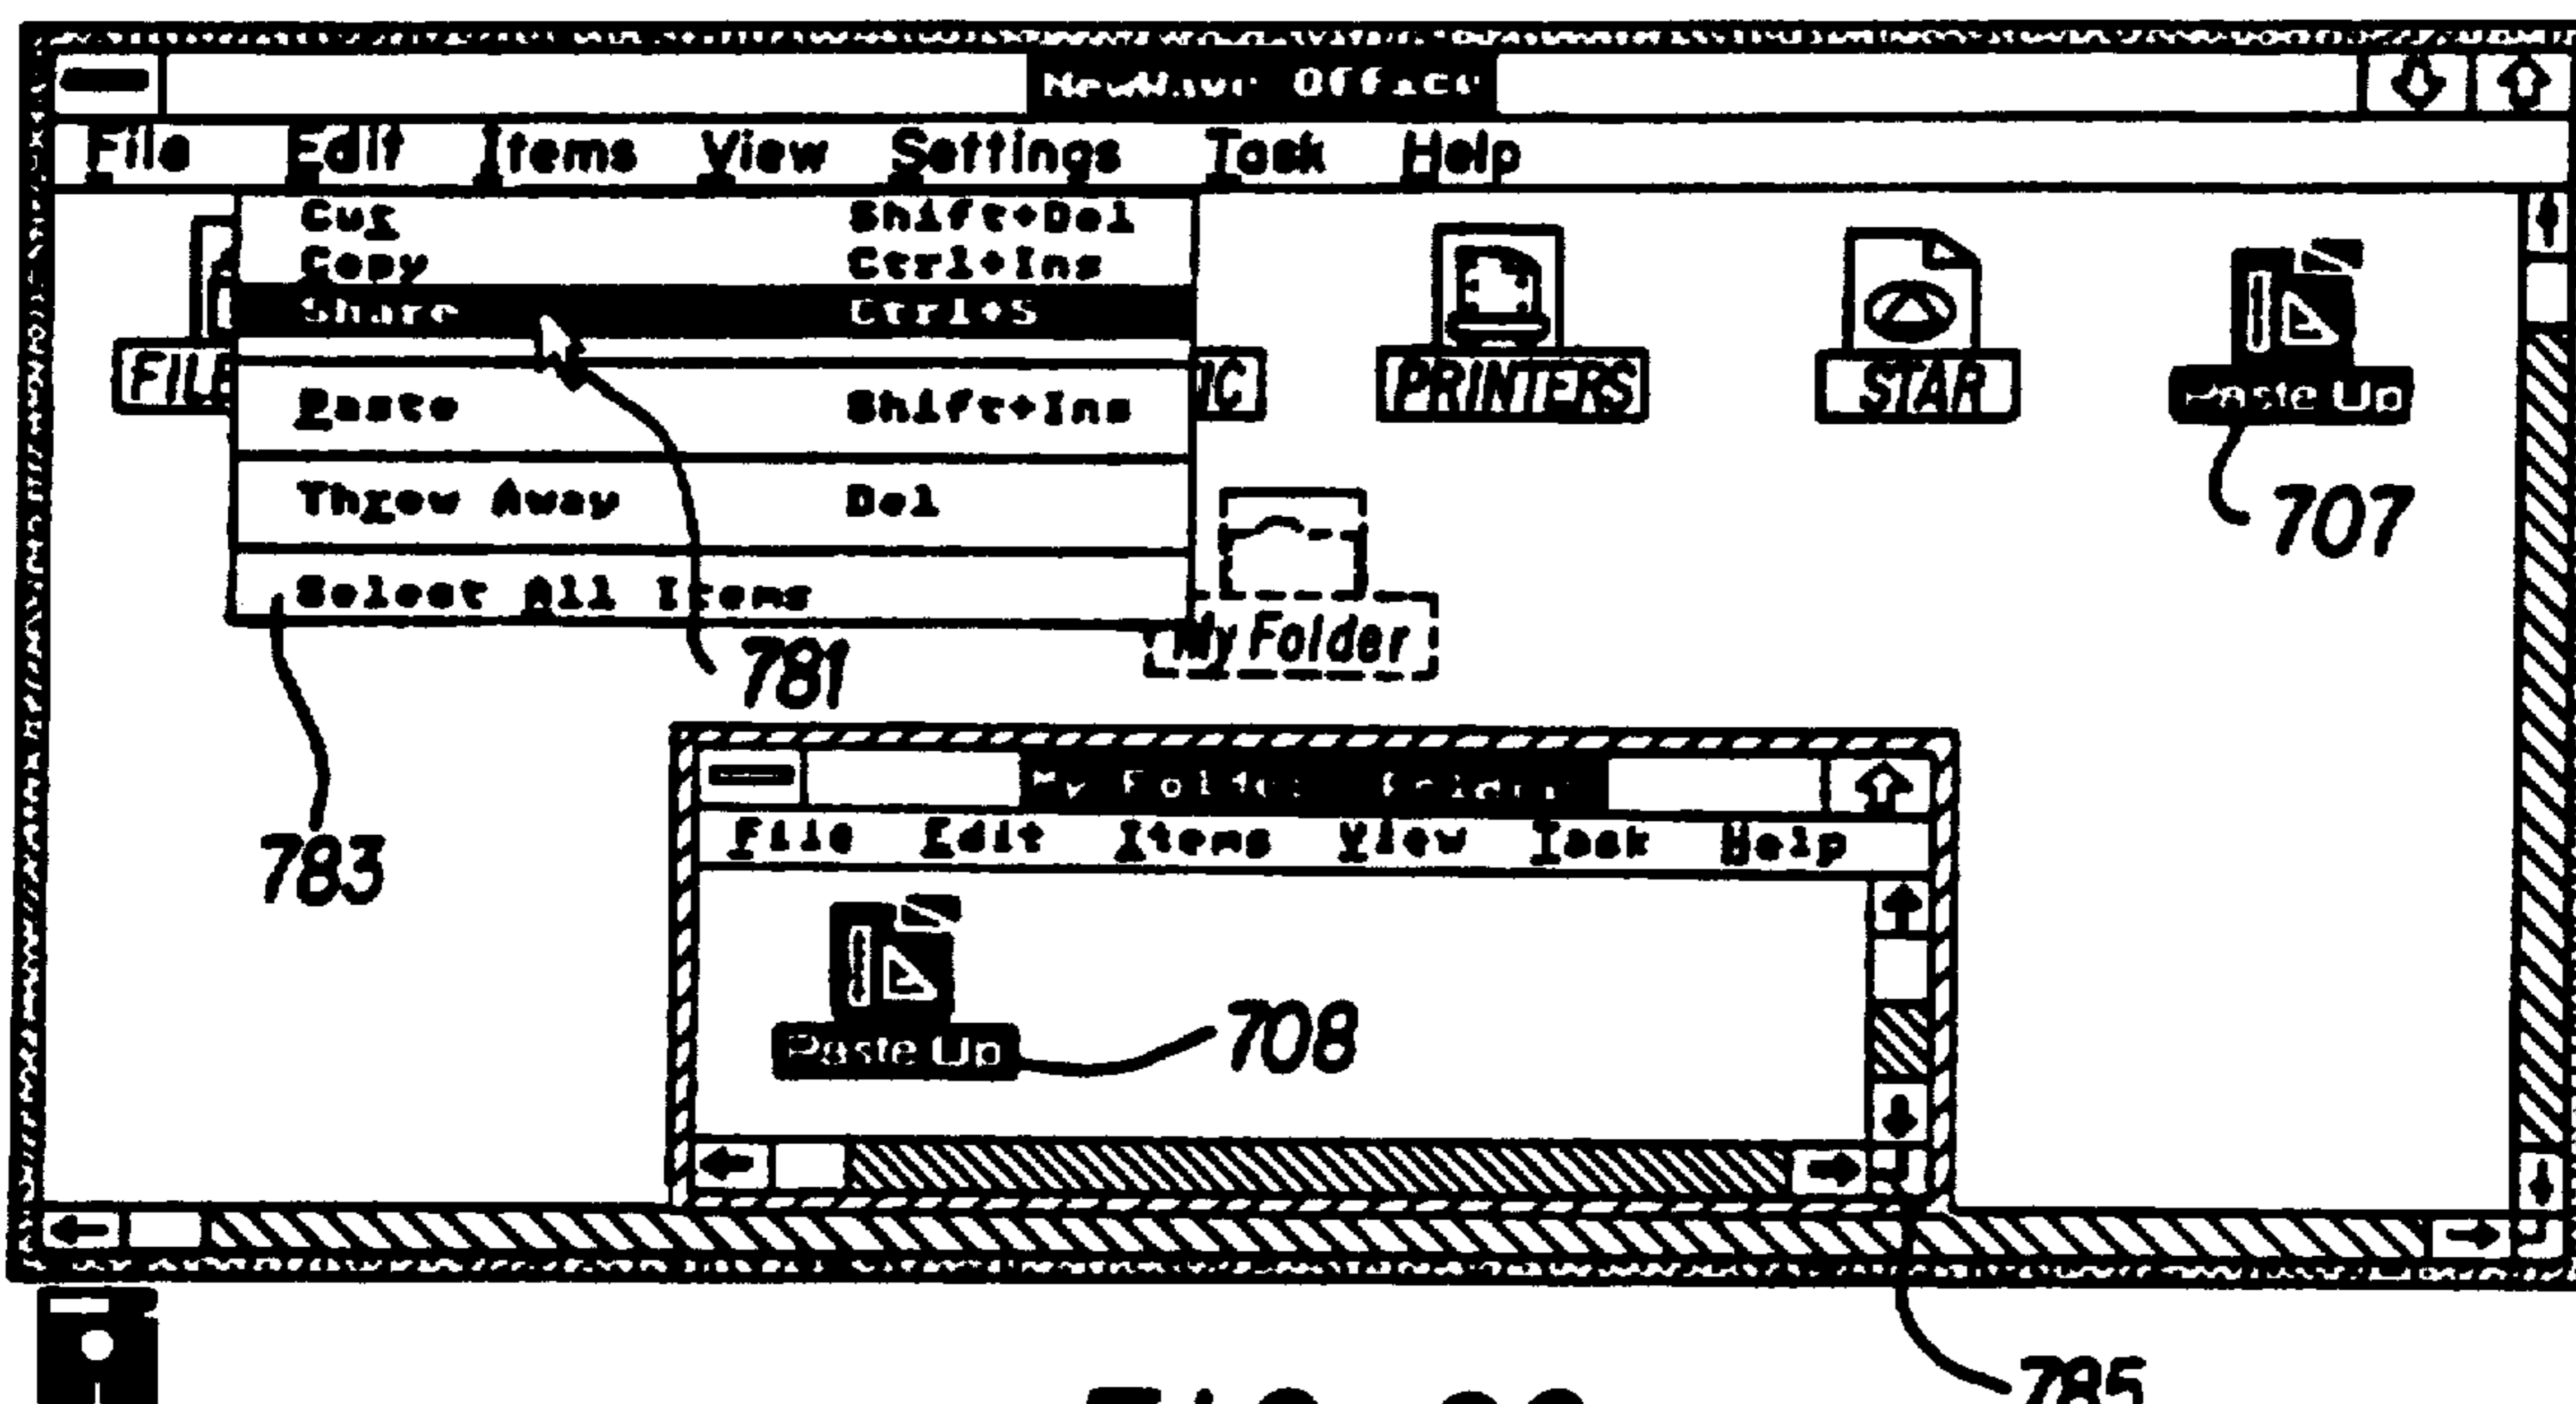 NewWave Office
File Edit Items View Settings Task Help
Cut Shift+Del
Copy Ctrl+Ins
Share Ctrl+S
Paste Shift+Ins
Throw Away Del
Select All Items
PRINTERS
STAR
Paste Up
707
My Folder
781
783
My Folder
File Edit Items View Task Help
Paste Up
708
785